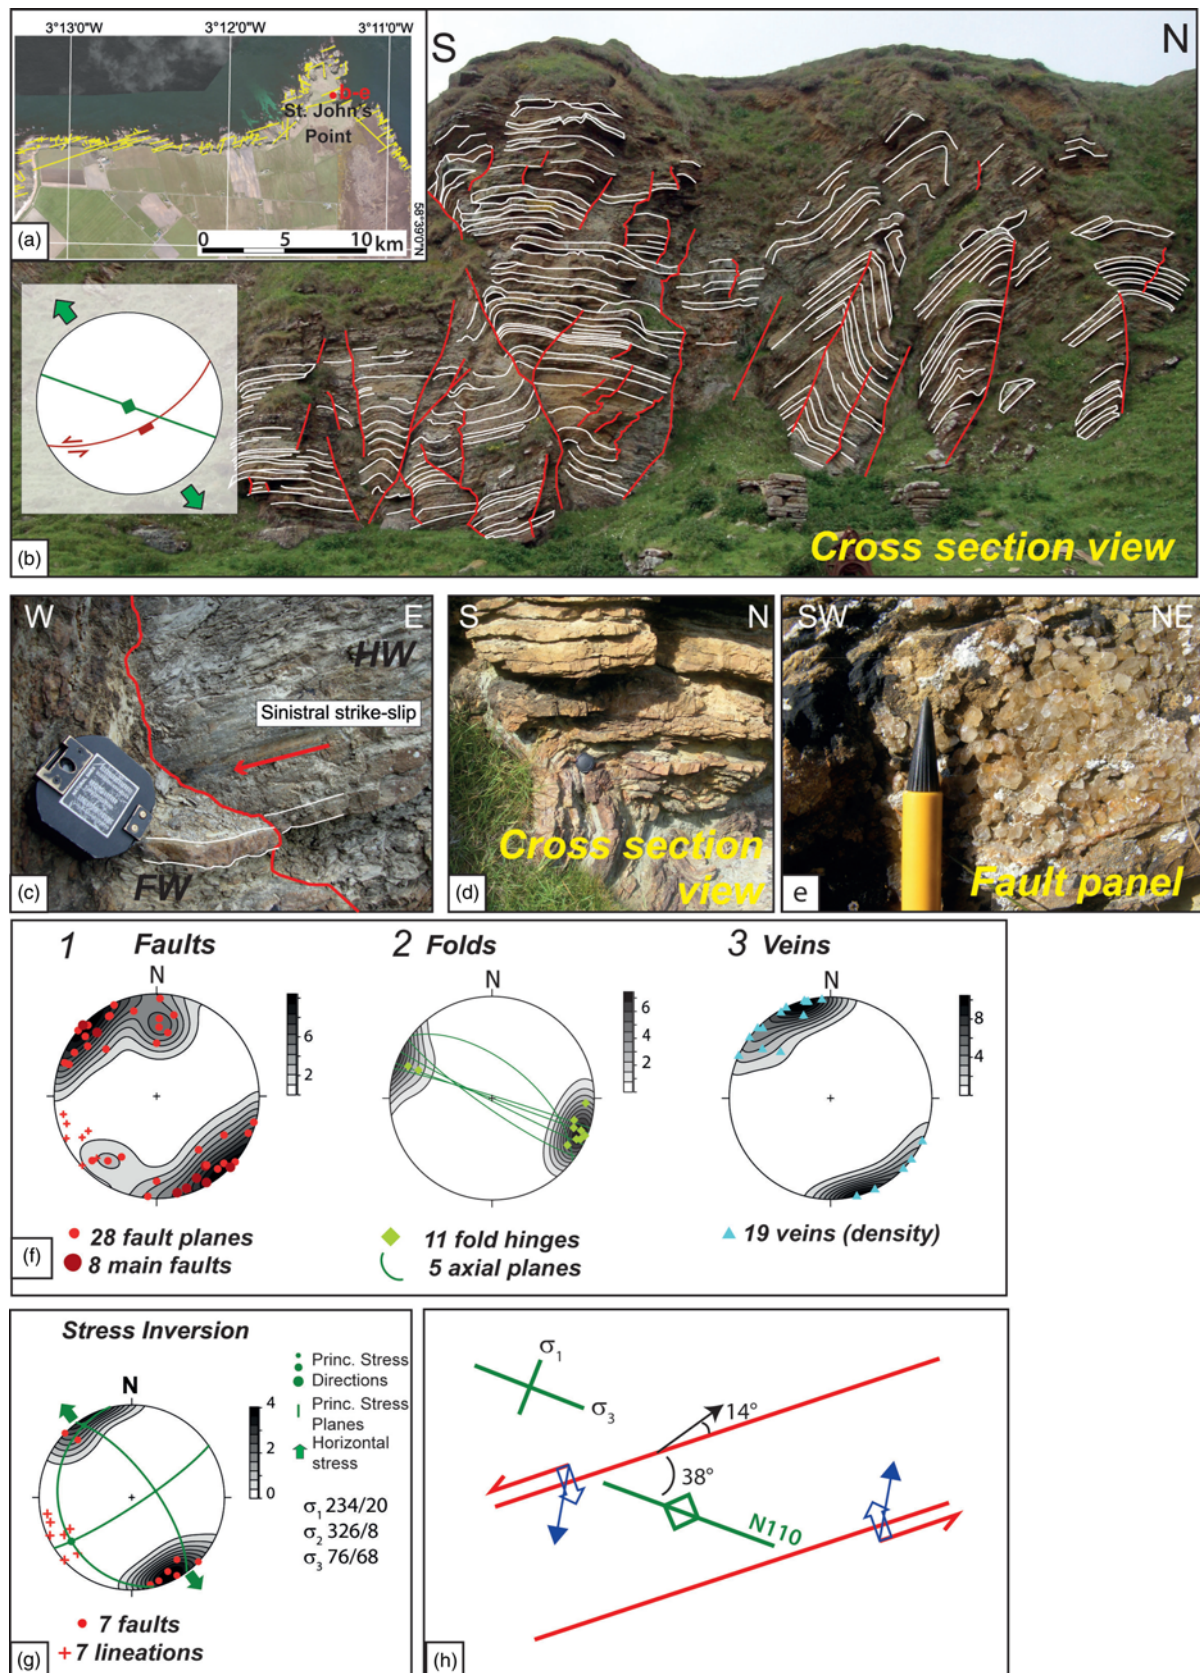 3°13'0"W
3°12'0"W
3°11'0"W
b-e
St. John's
Point
58°39'0"N
0 5 10
km
(a)
S
N
(b)
Cross section view
W
E
HW
Sinistral strike-slip
FW
(c)
S
N
Cross section
view
(d)
SW
NE
Fault panel
e
1 Faults
N
6
4
2
28 fault planes
8 main faults
2 Folds
N
6
4
2
11 fold hinges
5 axial planes
3 Veins
N
8
4
19 veins (density)
(f)
Stress Inversion
N
4
2
0
Princ. Stress
Directions
Princ. Stress
Planes
Horizontal
stress
σ1 234/20
σ2 326/8
σ3 76/68
7 faults
7 lineations
(g)
σ1
σ3
14°
38°
N110
(h)